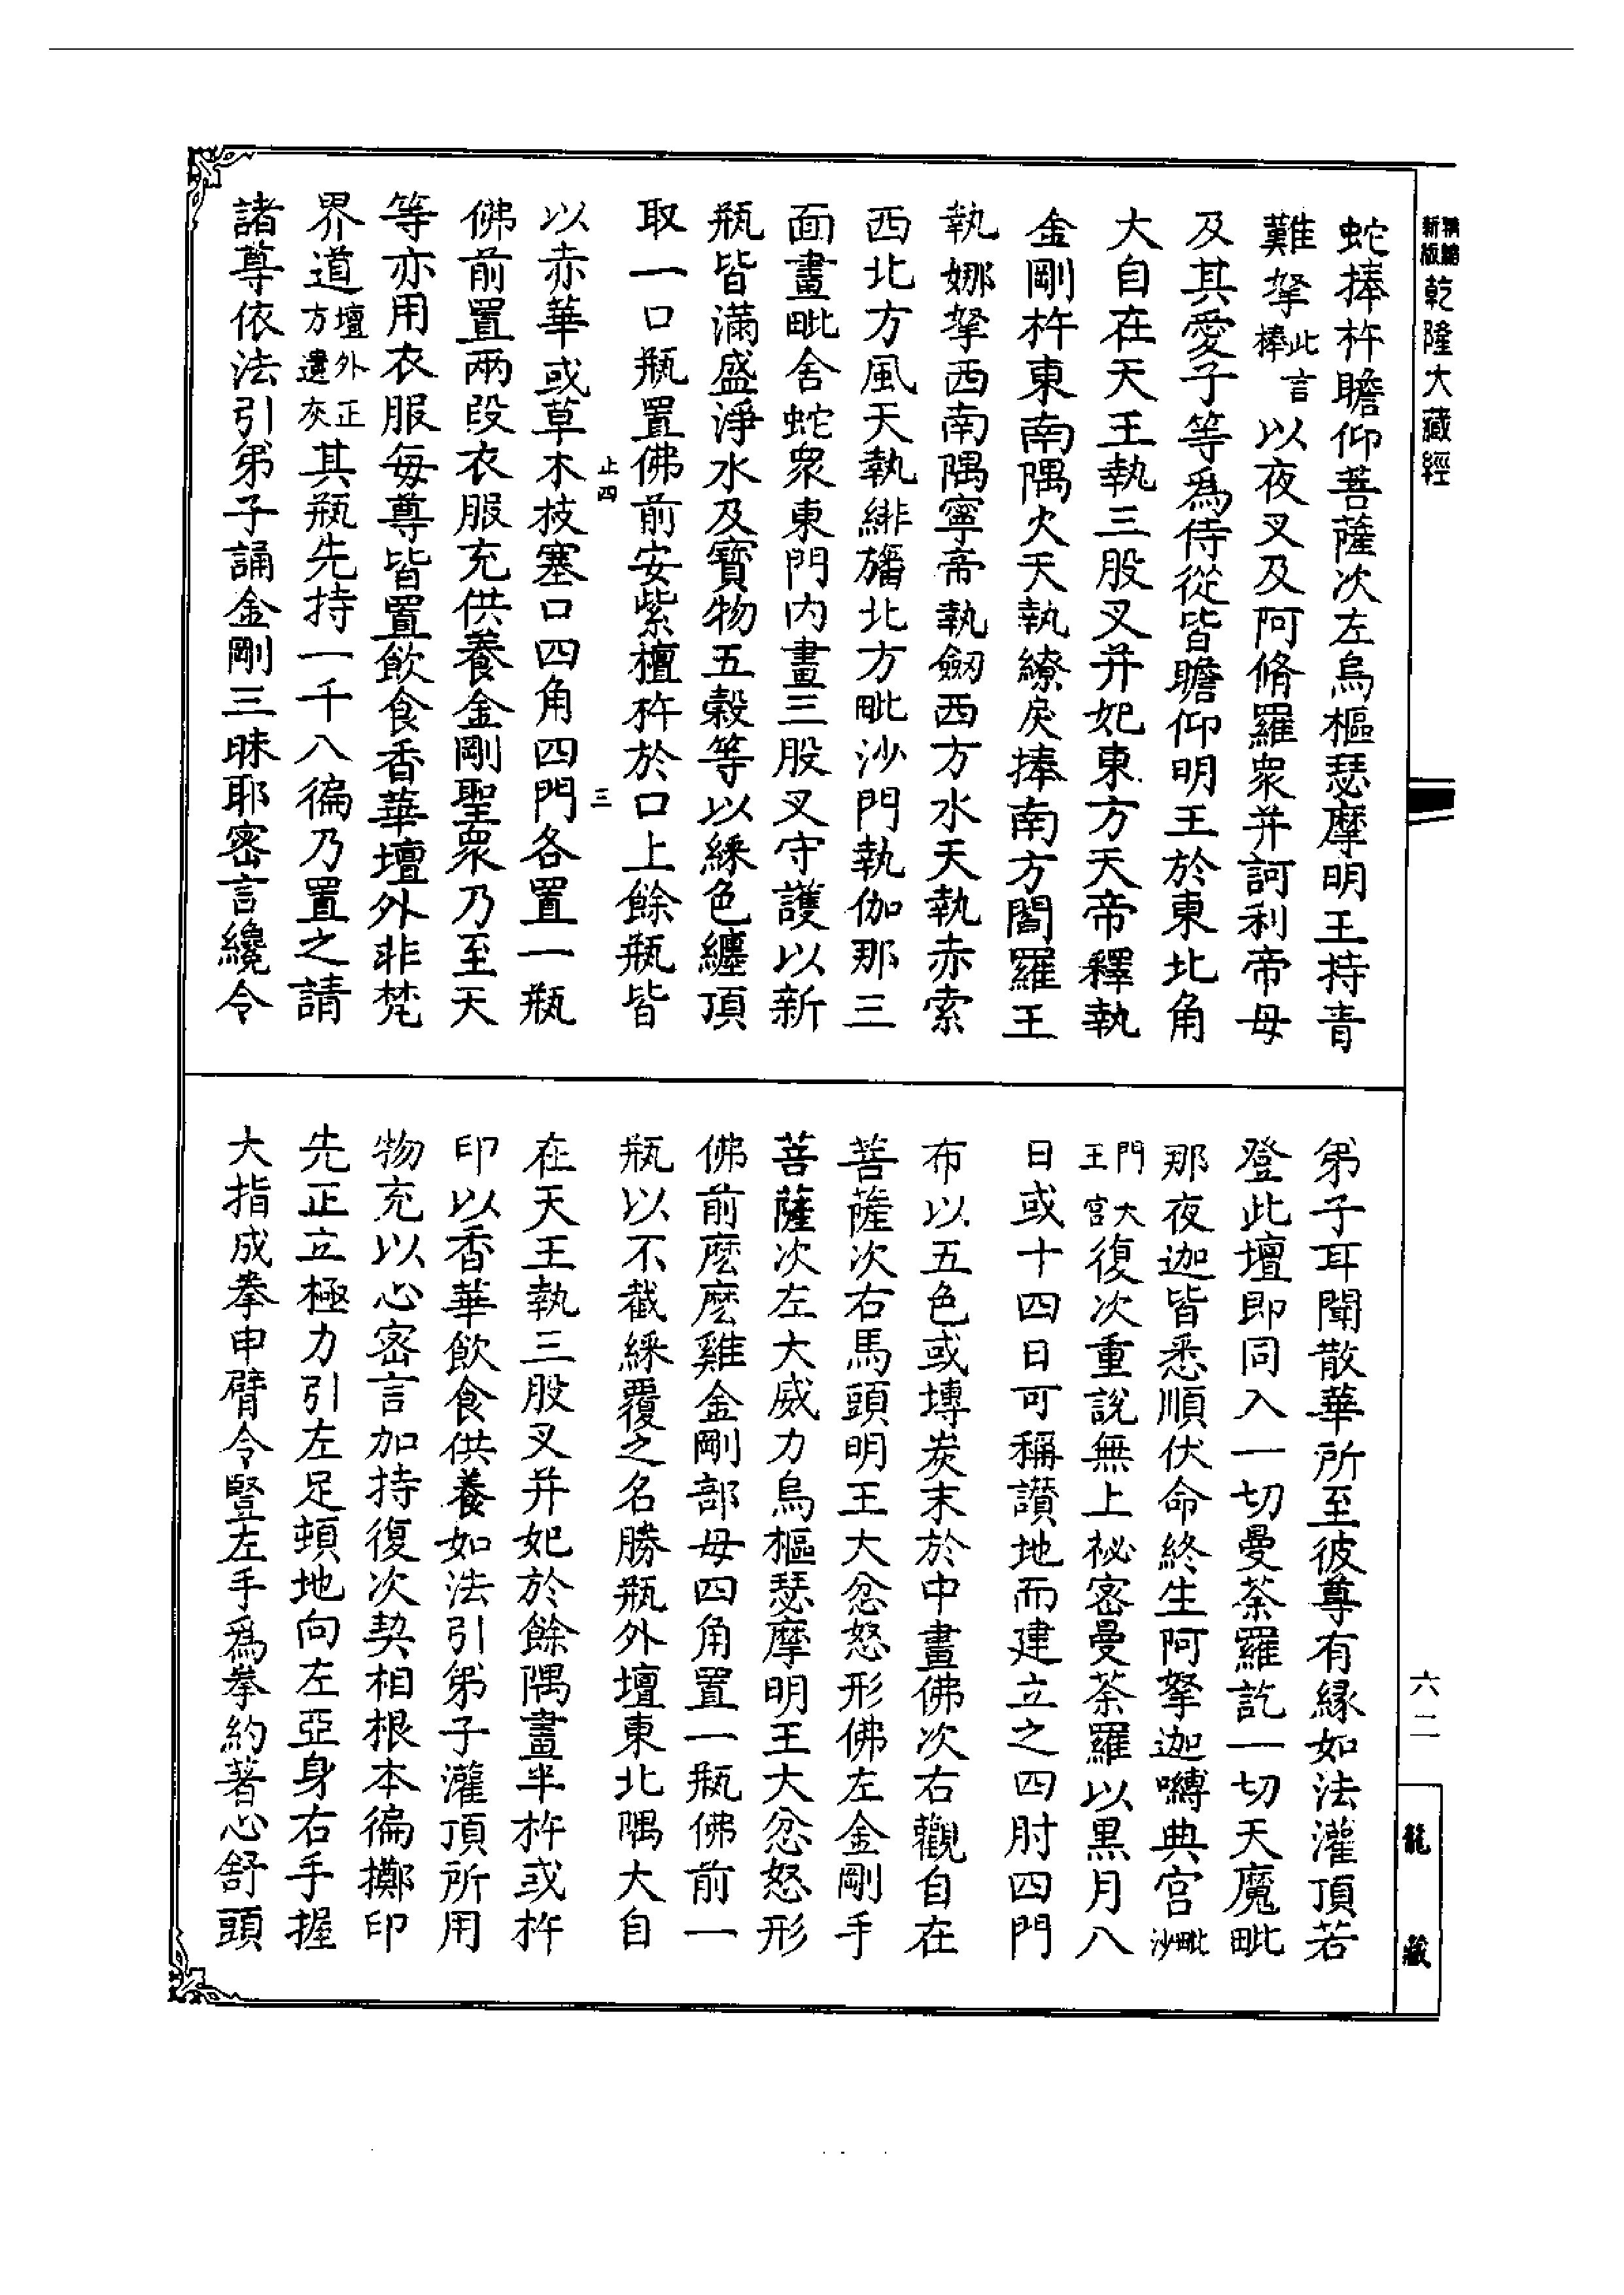 精編新版乾隆大藏經
蛇捧杵瞻仰菩薩次左烏樞瑟摩明王持青
難拏此言棒以夜叉及阿脩羅衆并訶利帝母
及其愛子等爲侍從皆瞻仰明王於東北角
大自在天王執三股叉并妃東方天帝釋執
金剛杵東南隅火天執繚戾捧南方閻羅王
執娜拏西南隅寧帝執劒西方水天執赤索
西北方風天執緋旛北方毗沙門執伽那三
面畫毗舍蛇衆東門内畫三股叉守護以新
瓶皆滿盛淨水及寶物五穀等以綵色纏頂
取一口瓶置佛前安紫檀杵於口上餘瓶皆
止四 三
以赤華或草木枝塞口四角四門各置一瓶
佛前置兩段衣服充供養金剛聖衆乃至天
等亦用衣服每尊皆置飲食香華壇外非梵
界道壇外正方遺灰其瓶先持一千八徧乃置之請
諸尊依法引弟子誦金剛三昧耶密言纔令
弟子耳聞散華所至彼尊有緣如法灌頂若
登此壇即同入一切曼荼羅訖一切天魔毗
那夜迦皆悉順伏命終生阿拏迦嚩典宮毗沙
門大王宮復次重說無上祕密曼荼羅以黒月八
日或十四日可稱讃地而建立之四肘四門
布以五色或塼炭末於中畫佛次右觀自在
菩薩次右馬頭明王大忿怒形佛左金剛手
菩薩次左大威力烏樞瑟摩明王大忿怒形
佛前麽麽雞金剛部母四角置一瓶佛前一
瓶以不截綵覆之名勝瓶外壇東北隅大自
在天王執三股叉并妃於餘隅畫半杵或杵
印以香華飲食供養如法引弟子灌頂所用
物充以心密言加持復次契相根本徧擲印
先正立極力引左足頓地向左亞身右手握
大指成拳申臂令豎左手爲拳約著心舒頭
六二
龍藏